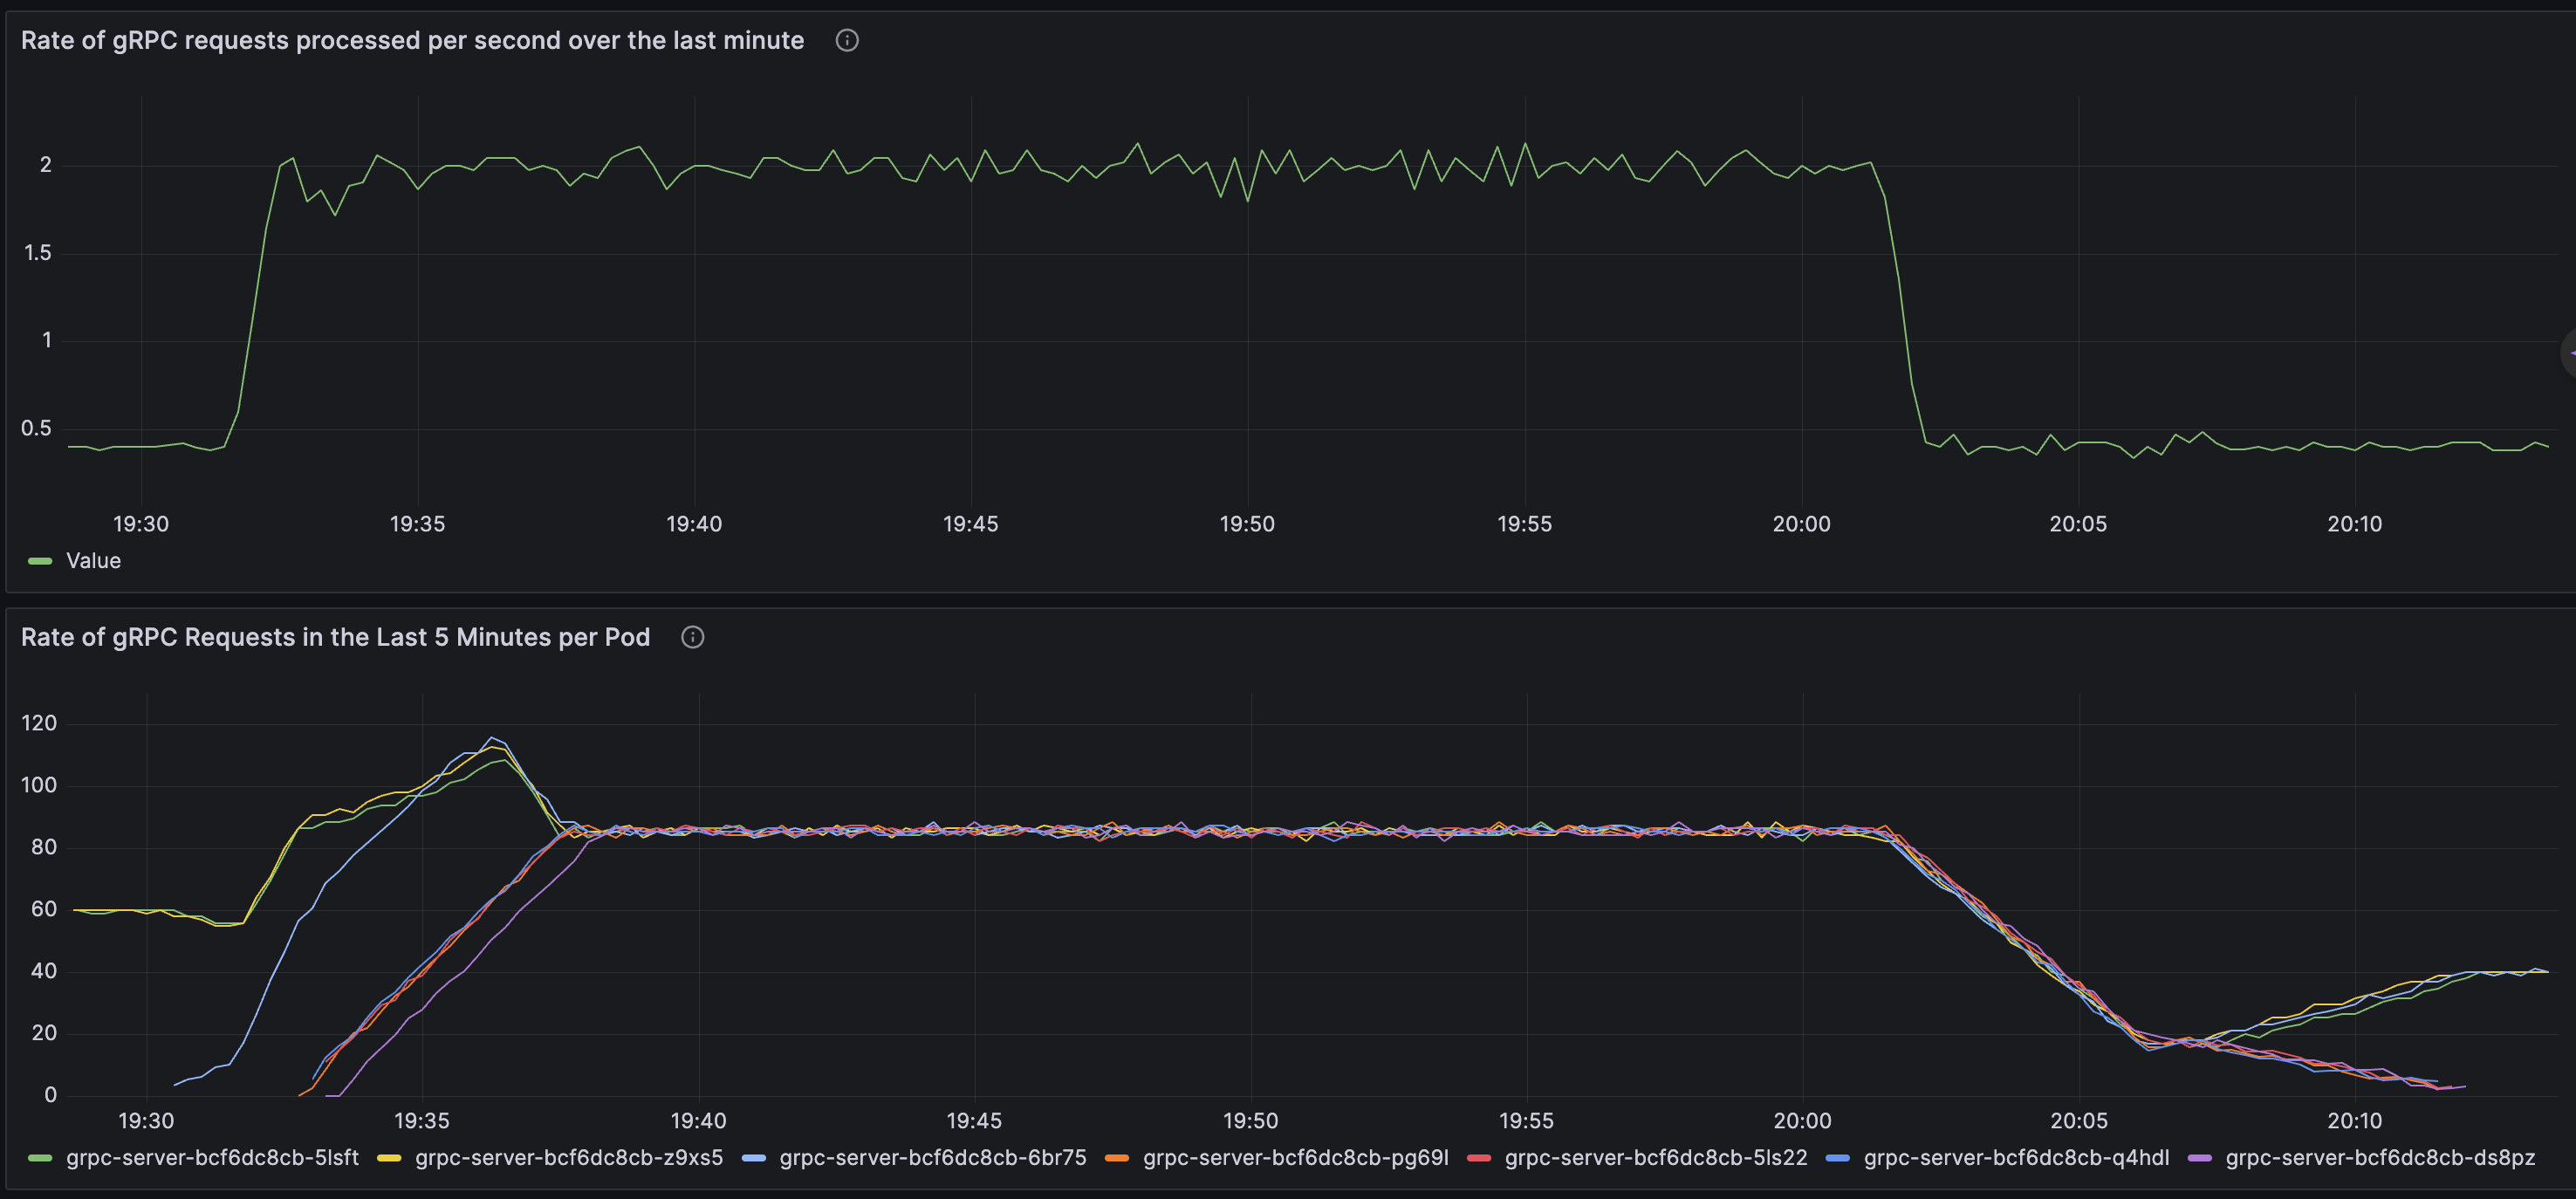 Rate of gRPC requests processed per second over the last minute
2
1.5
1
0.5
19:30 19:35 19:40 19:45 19:50 19:55 20:00 20:05 20:10
Value
Rate of gRPC Requests in the Last 5 Minutes per Pod
120
100
80
60
40
20
0
19:30 19:35 19:40 19:45 19:50 19:55 20:00 20:05 20:10
grpc-server-bcf6dc8cb-5lsft grpc-server-bcf6dc8cb-z9xs5 grpc-server-bcf6dc8cb-6br75 grpc-server-bcf6dc8cb-pg69l grpc-server-bcf6dc8cb-5ls22 grpc-server-bcf6dc8cb-q4hdl grpc-server-bcf6dc8cb-ds8pz